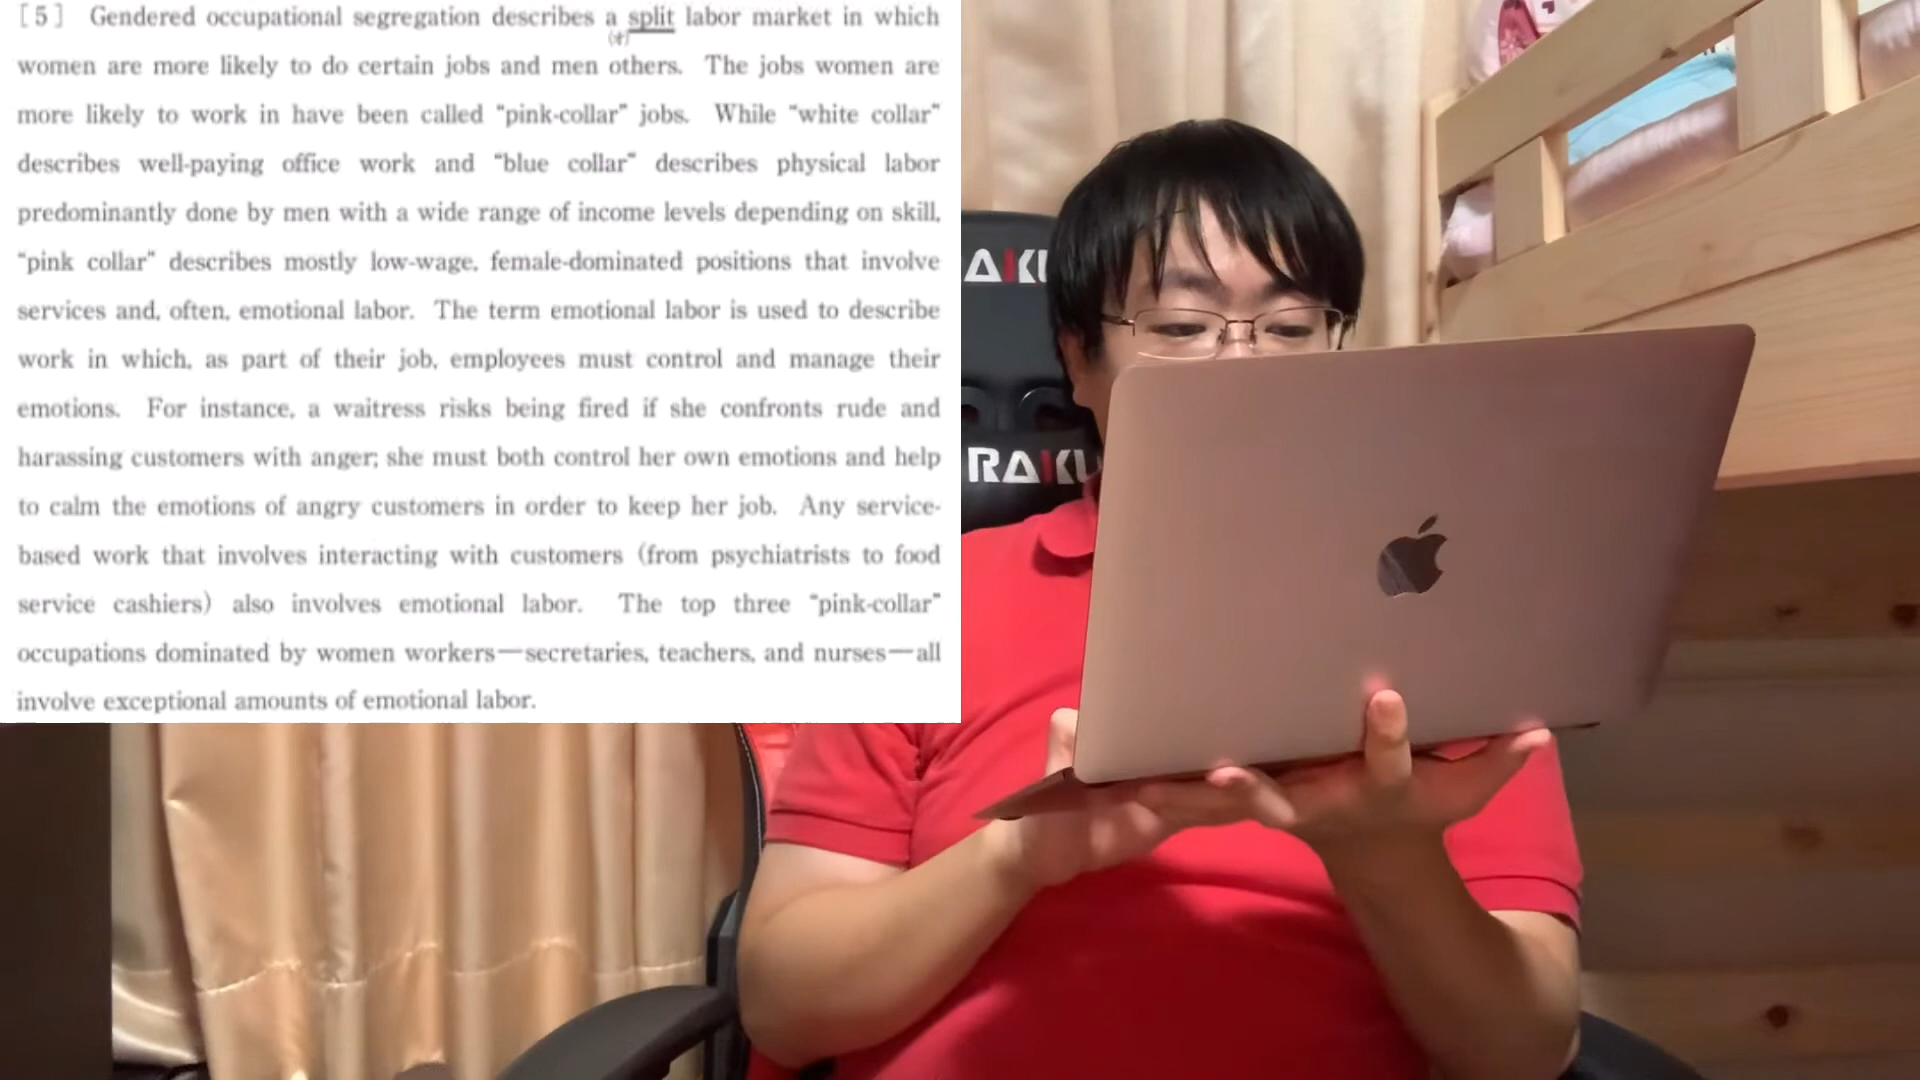 [5] Gendered occupational segregation describes a split labor market in which
(オ)
women are more likely to do certain jobs and men others. The jobs women are
more likely to work in have been called “pink-collar” jobs. While “white collar”
describes well-paying office work and “blue collar” describes physical labor
predominantly done by men with a wide range of income levels depending on skill,
“pink collar” describes mostly low-wage, female-dominated positions that involve
services and, often, emotional labor. The term emotional labor is used to describe
work in which, as part of their job, employees must control and manage their
emotions. For instance, a waitress risks being fired if she confronts rude and
harassing customers with anger; she must both control her own emotions and help
to calm the emotions of angry customers in order to keep her job. Any service-
based work that involves interacting with customers (from psychiatrists to food
service cashiers) also involves emotional labor. The top three “pink-collar”
occupations dominated by women workers—secretaries, teachers, and nurses—all
involve exceptional amounts of emotional labor.